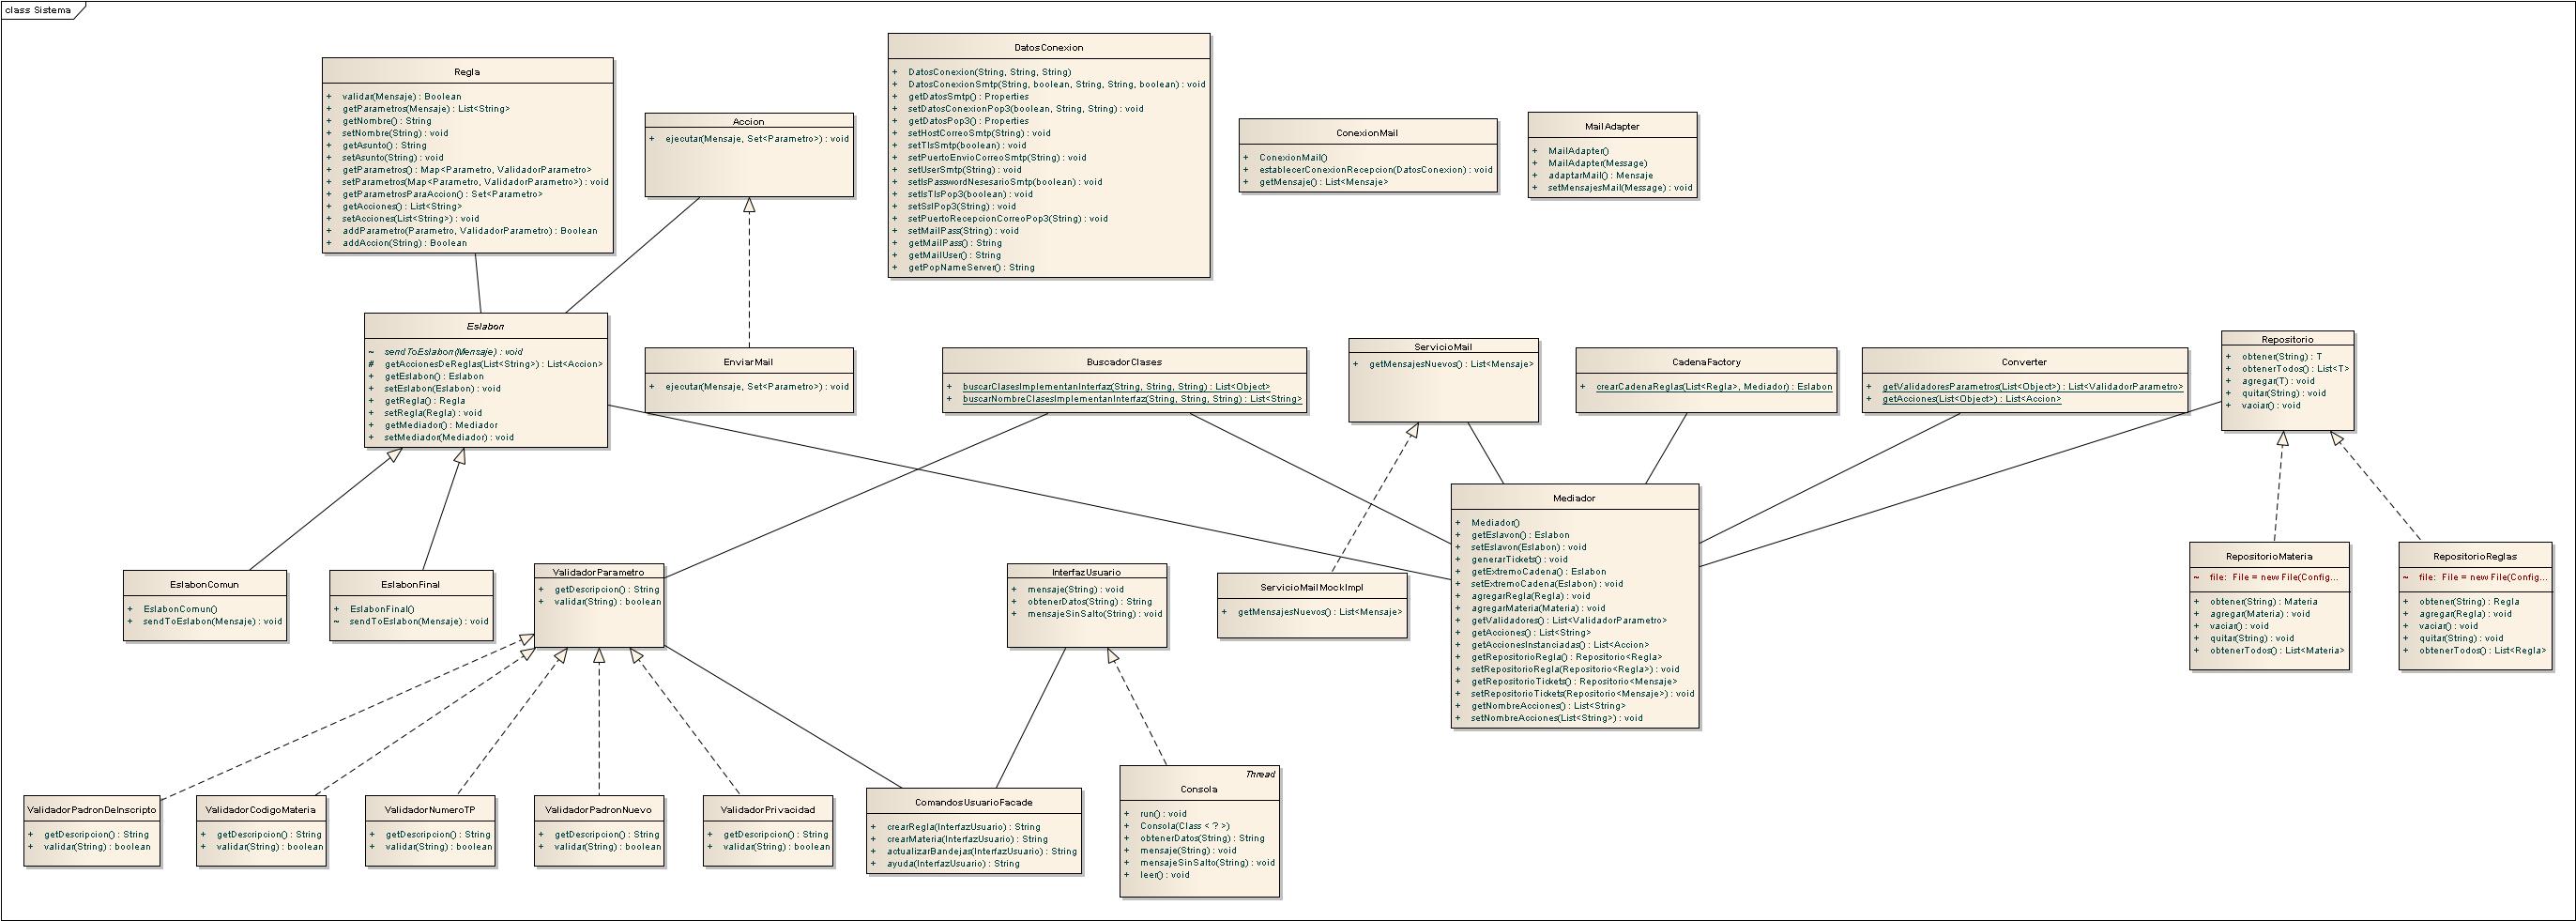 class Sistema
Regla
+ validar(Mensaje) : Boolean
+ getParametros(Mensaje) : List<String>
+ getNombre() : String
+ setNombre(String) : void
+ getAsunto() : String
+ setAsunto(String) : void
+ getParametros() : Map<Parametro, ValidadorParametro>
+ setParametros(Map<Parametro, ValidadorParametro>) : void
+ getParametrosParaAccion() : Set<Parametro>
+ getAcciones() : List<String>
+ setAcciones(List<String>) : void
+ addParametro(Parametro, ValidadorParametro) : Boolean
+ addAccion(String) : Boolean
Accion
+ ejecutar(Mensaje, Set<Parametro>) : void
DatosConexion
+ DatosConexion(String, String, String)
+ DatosConexionSmtp(String, boolean, String, String, boolean) : void
+ getDatosSmtp() : Properties
+ setDatosConexionPop3(boolean, String, String) : void
+ getDatosPop3() : Properties
+ setHostCorreoSmtp(String) : void
+ setTlsSmtp(boolean) : void
+ setPuertoEnvioCorreoSmtp(String) : void
+ setUserSmtp(String) : void
+ setIsPasswordNesesarioSmtp(boolean) : void
+ setIsTlsPop3(boolean) : void
+ setSslPop3(String) : void
+ setPuertoRecepcionCorreoPop3(String) : void
+ setMailPass(String) : void
+ getMailPass() : String
+ getMailUser() : String
+ getPopNameServer() : String
ConexionMail
+ ConexionMail()
+ establecerConexionRecepcion(DatosConexion) : void
+ getMensaje() : List<Mensaje>
MailAdapter
+ MailAdapter()
+ MailAdapter(Message)
+ adaptarMail() : Mensaje
+ setMensajesMail(Message) : void
Eslabon
~ sendToEslabon(Mensaje) : void
# getAccionesDeReglas(List<String>) : List<Accion>
+ getEslabon() : Eslabon
+ setEslabon(Eslabon) : void
+ getRegla() : Regla
+ setRegla(Regla) : void
+ getMediador() : Mediador
+ setMediador(Mediador) : void
EnviarMail
+ ejecutar(Mensaje, Set<Parametro>) : void
BuscadorClases
+ buscarClasesImplementanInterfaz(String, String, String) : List<Object>
+ buscarNombreClasesImplementanInterfaz(String, String, String) : List<String>
ServicioMail
+ getMensajesNuevos() : List<Mensaje>
CadenaFactory
+ crearCadenaReglas(List<Regla>, Mediador) : Eslabon
Converter
+ getValidadoresParametros(List<Object>) : List<ValidadorParametro>
+ getAcciones(List<Object>) : List<Accion>
Repositorio
+ obtener(String) : T
+ obtenerTodos() : List<T>
+ agregar(T) : void
+ quitar(String) : void
+ vaciar() : void
EslabonComun
+ EslabonComun()
+ sendToEslabon(Mensaje) : void
EslabonFinal
+ EslabonFinal()
~ sendToEslabon(Mensaje) : void
ValidadorParametro
+ getDescripcion() : String
+ validar(String) : boolean
InterfazUsuario
+ mensaje(String) : void
+ obtenerDatos(String) : String
+ mensajeSinSalto(String) : void
ServicioMailMockImpl
+ getMensajesNuevos() : List<Mensaje>
Mediador
+ Mediador()
+ getEslavon() : Eslabon
+ setEslavon(Eslabon) : void
+ generarTickets() : void
+ getExtremoCadena() : Eslabon
+ setExtremoCadena(Eslabon) : void
+ agregarRegla(Regla) : void
+ agregarMateria(Materia) : void
+ getValidadores() : List<ValidadorParametro>
+ getAcciones() : List<String>
+ getAccionesInstanciadas() : List<Accion>
+ getRepositorioRegla() : Repositorio<Regla>
+ setRepositorioRegla(Repositorio<Regla>) : void
+ getRepositorioTickets() : Repositorio<Mensaje>
+ setRepositorioTickets(Repositorio<Mensaje>) : void
+ getNombreAcciones() : List<String>
+ setNombreAcciones(List<String>) : void
RepositorioMateria
~ file: File = new File(Config...
+ obtener(String) : Materia
+ agregar(Materia) : void
+ vaciar() : void
+ quitar(String) : void
+ obtenerTodos() : List<Materia>
RepositorioReglas
~ file: File = new File(Config...
+ obtener(String) : Regla
+ agregar(Regla) : void
+ vaciar() : void
+ quitar(String) : void
+ obtenerTodos() : List<Regla>
ValidadorPadronDeInscripto
+ getDescripcion() : String
+ validar(String) : boolean
ValidadorCodigoMateria
+ getDescripcion() : String
+ validar(String) : boolean
ValidadorNumeroTP
+ getDescripcion() : String
+ validar(String) : boolean
ValidadorPadronNuevo
+ getDescripcion() : String
+ validar(String) : boolean
ValidadorPrivacidad
+ getDescripcion() : String
+ validar(String) : boolean
ComandosUsuarioFacade
+ crearRegla(InterfazUsuario) : String
+ crearMateria(InterfazUsuario) : String
+ actualizarBandejas(InterfazUsuario) : String
+ ayuda(InterfazUsuario) : String
Thread
Consola
+ run() : void
+ Consola(Class < ? >)
+ obtenerDatos(String) : String
+ mensaje(String) : void
+ mensajeSinSalto(String) : void
+ leer() : void